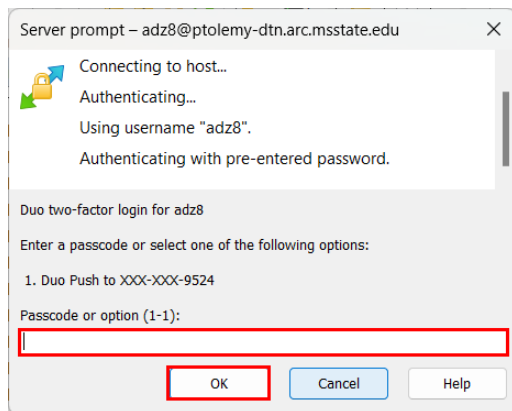 Server prompt – adz8@ptolemy-dtn.arc.msstate.edu
Connecting to host...
Authenticating...
Using username "adz8".
Authenticating with pre-entered password.
Duo two-factor login for adz8
Enter a passcode or select one of the following options:
1. Duo Push to XXX-XXX-9524
Passcode or option (1-1):
OK Cancel Help